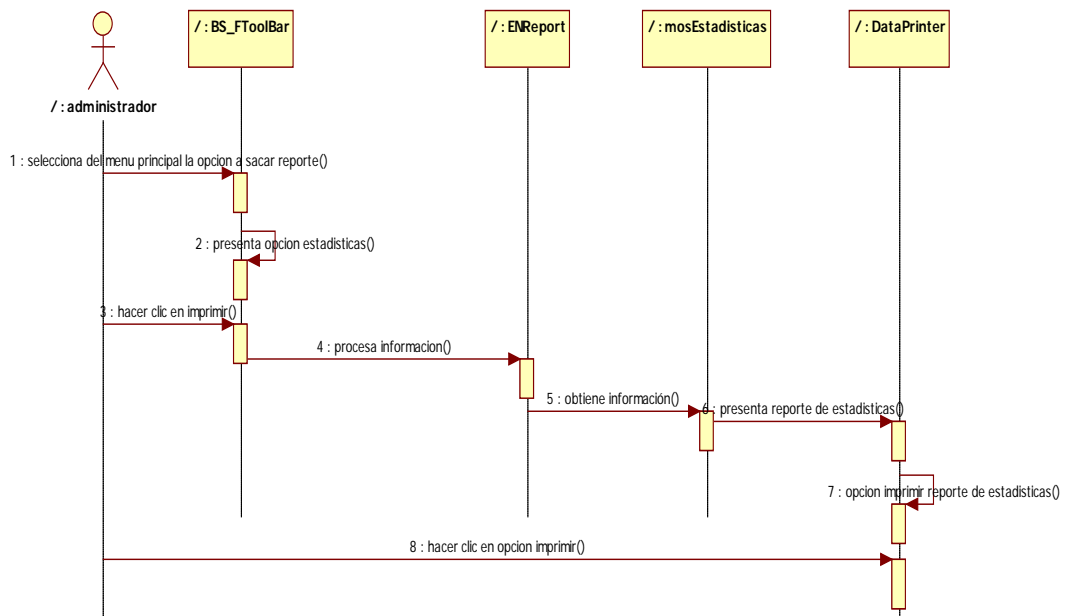 / : BS_FToolBar
/ : ENReport
/ : mosEstadisticas
/ : DataPrinter
/ : administrador
1 : selecciona del menu principal la opcion a sacar reporte()
2 : presenta opcion estadisticas()
3 : hacer clic en imprimir()
4 : procesa informacion()
5 : obtiene información()
6 : presenta reporte de estadisticas()
7 : opcion imprimir reporte de estadisticas()
8 : hacer clic en opcion imprimir()